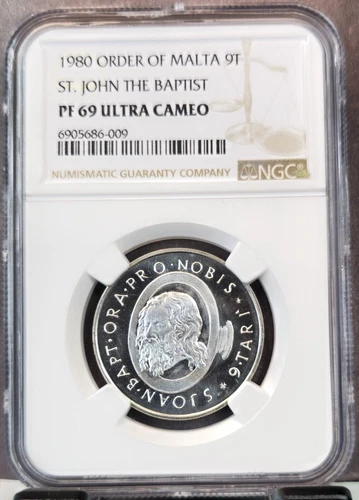 1980 ORDER OF MALTA 9T
ST. JOHN THE BAPTIST
PF 69 ULTRA CAMEO
6905686-009
NUMISMATIC GUARANTY COMPANY NGC
S JOAN · BAPT · ORA · PRO · NOBIS * 9 · TARI *